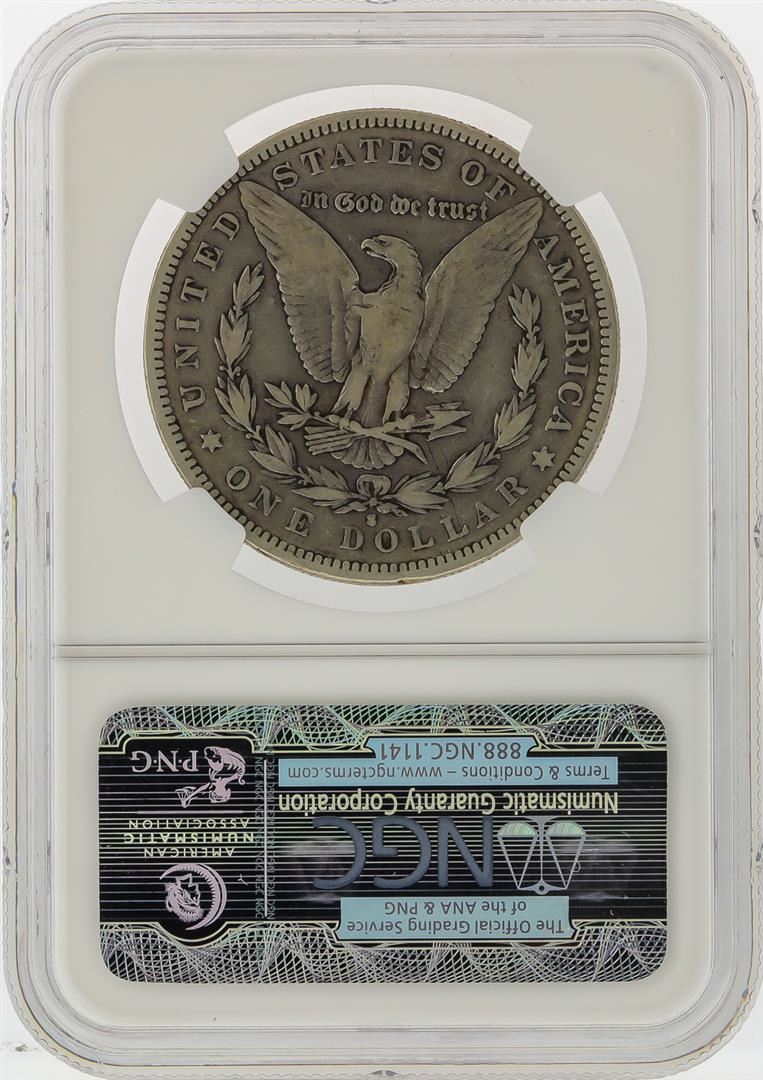 UNITED STATES OF AMERICA
In God we trust
S
ONE DOLLAR
The Official Grading Service
of the ANA & PNG
NGC
Numismatic Guaranty Corporation
Terms & Conditions – www.ngcterms.com
888.NGC.1141
AMERICAN
NUMISMATIC
ASSOCIATION
P·N·G